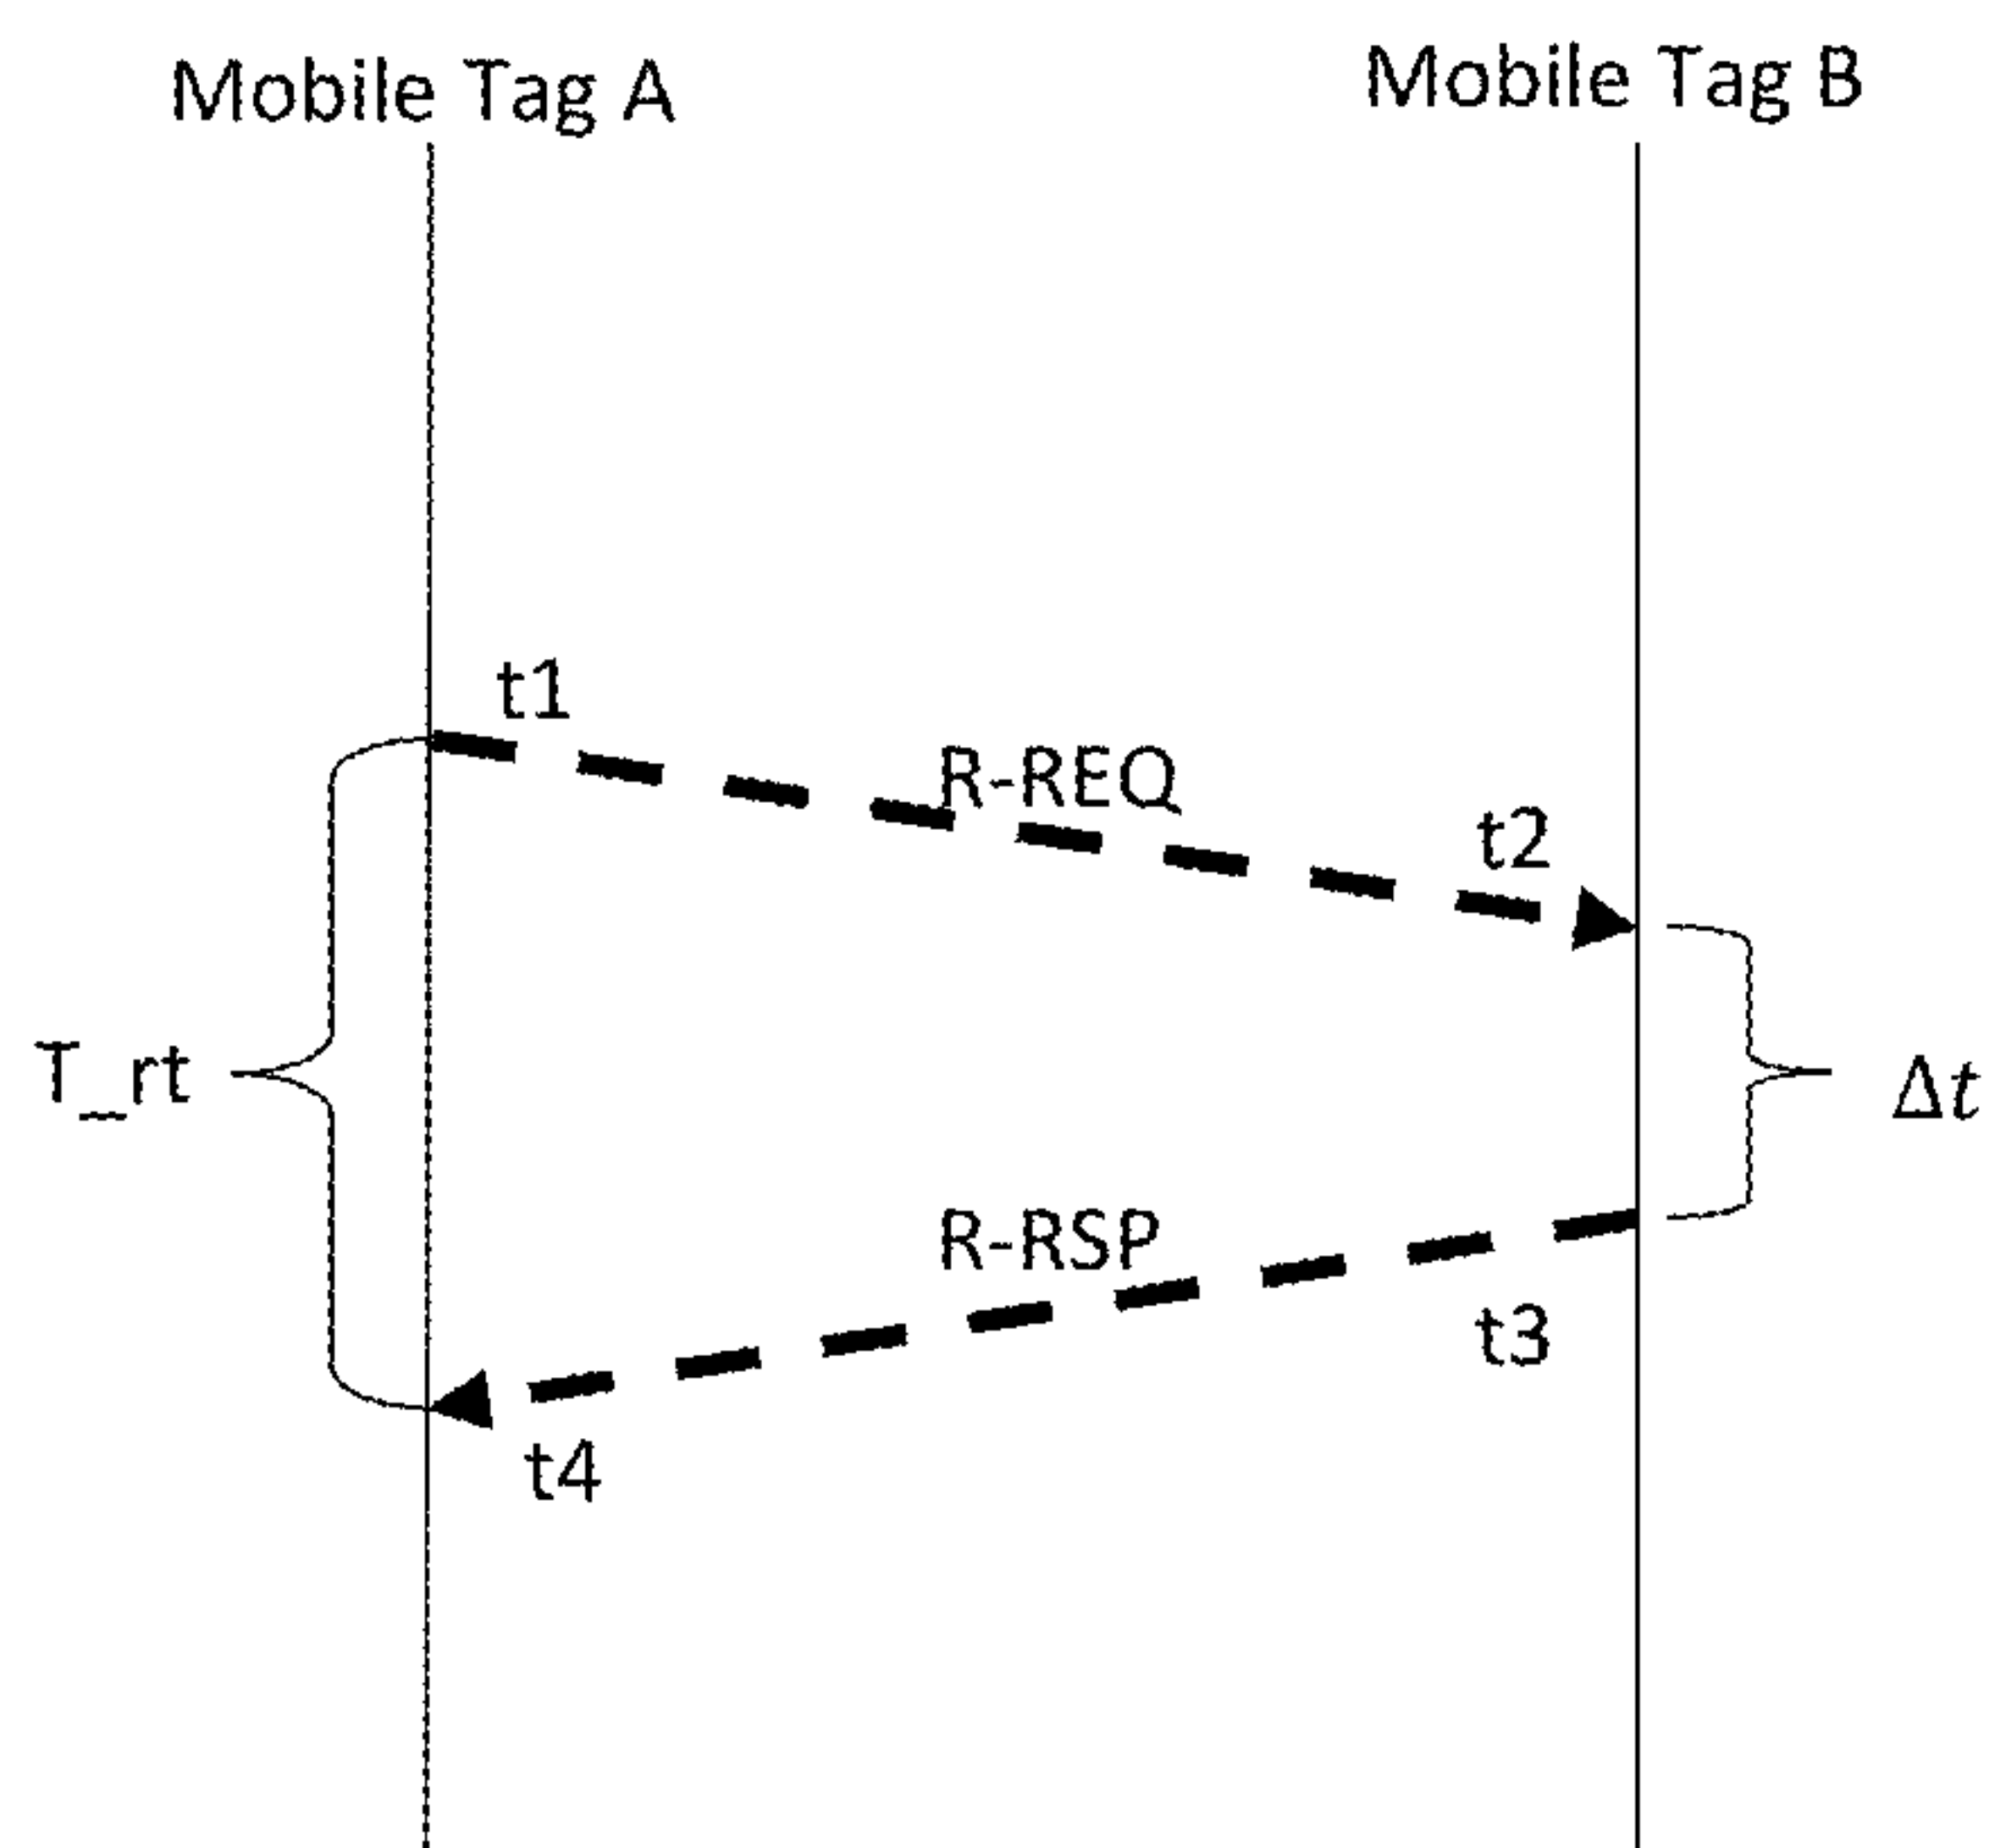 Mobile Tag A
Mobile Tag B
t1
R-REQ
t2
T_rt
Δt
R-RSP
t3
t4